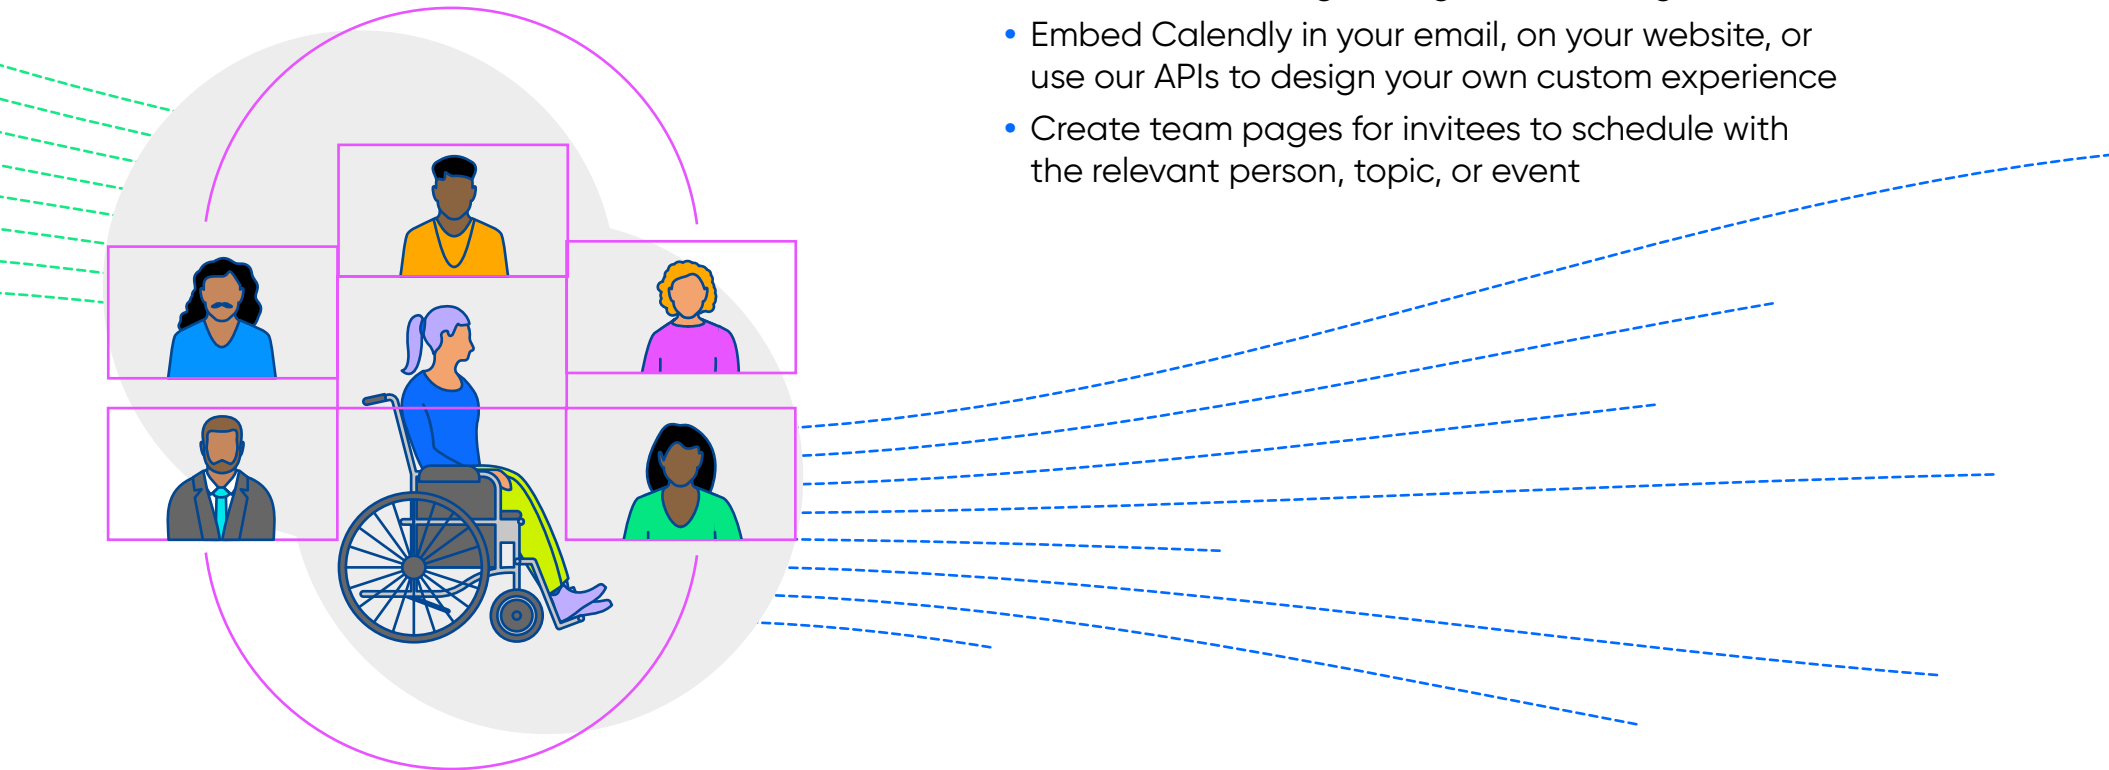 • Embed Calendly in your email, on your website, or
use our APIs to design your own custom experience
• Create team pages for invitees to schedule with
the relevant person, topic, or event